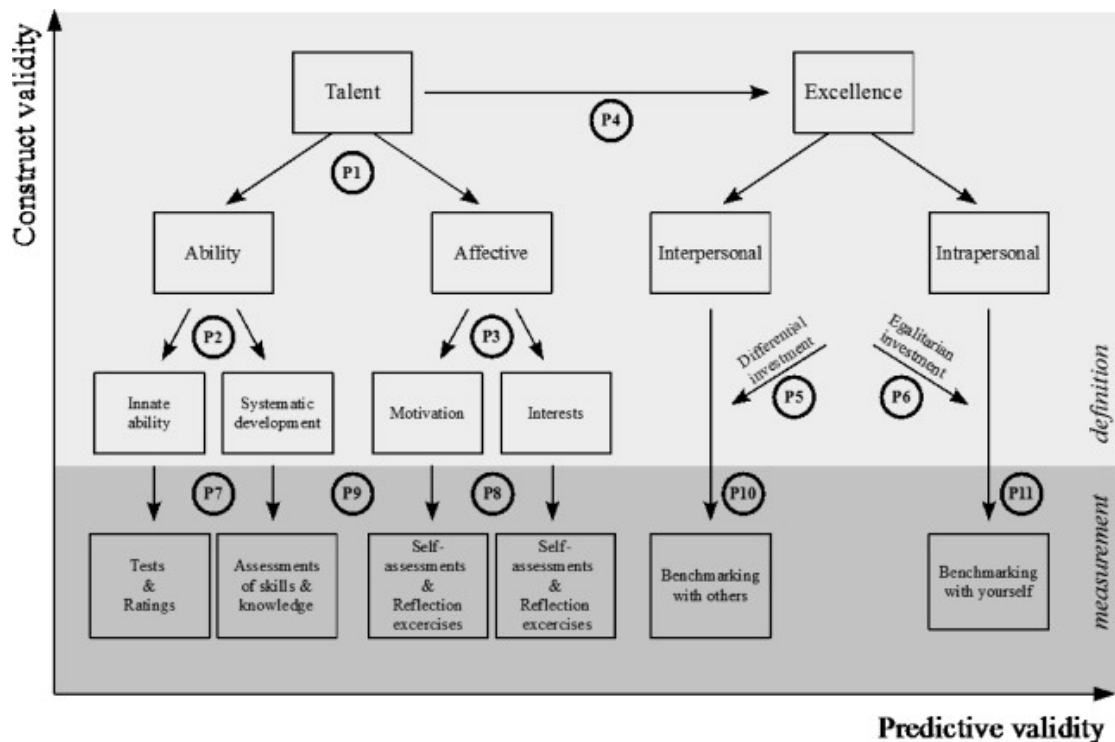 Construct validity
Talent
Excellence
P4
P1
Ability
Affective
Interpersonal
Intrapersonal
P2
P3
Differential
investment
P5
Egalitarian
investment
P6
Innate
ability
Systematic
development
Motivation
Interests
definition
P7
P9
P8
P10
P11
Tests
&
Ratings
Assessments
of skills &
knowledge
Self-
assessments
&
Reflection
excercises
Self-
assessments
&
Reflection
excercises
Benchmarking
with others
Benchmarking
with yourself
measurement
Predictive validity